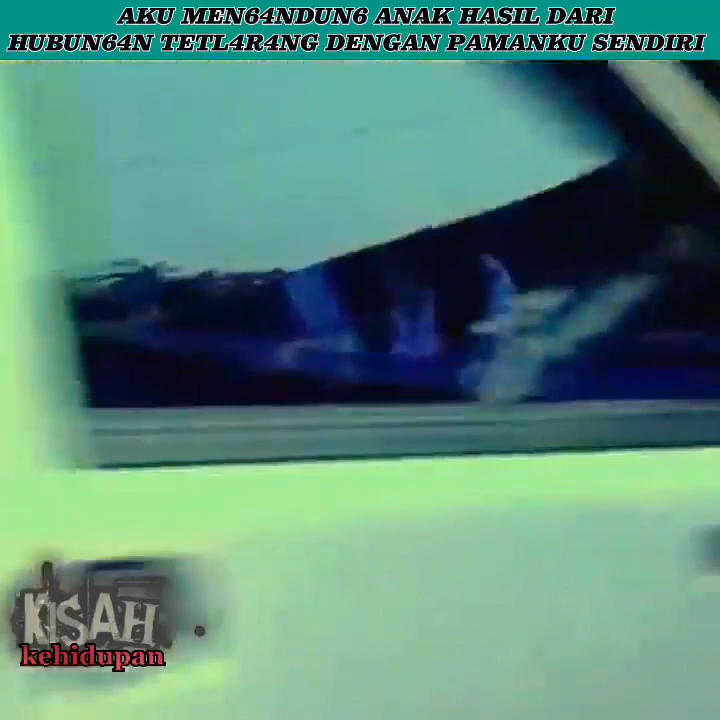 AKU MEN64NDUN6 ANAK HASIL DARI
HUBUN64N TETL4R4NG DENGAN PAMANKU SENDIRI
KISAH
kehidupan